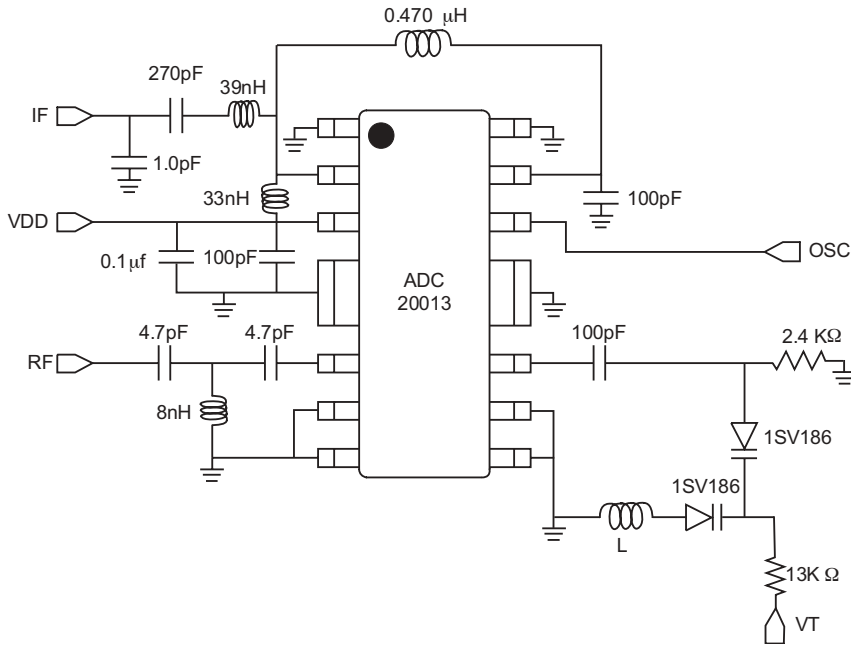 0.470 µH
270pF
39nH
IF
1.0pF
33nH
100pF
VDD
OSC
0.1µf
100pF
ADC
20013
4.7pF
4.7pF
100pF
2.4 KΩ
RF
8nH
1SV186
1SV186
L
13K Ω
VT